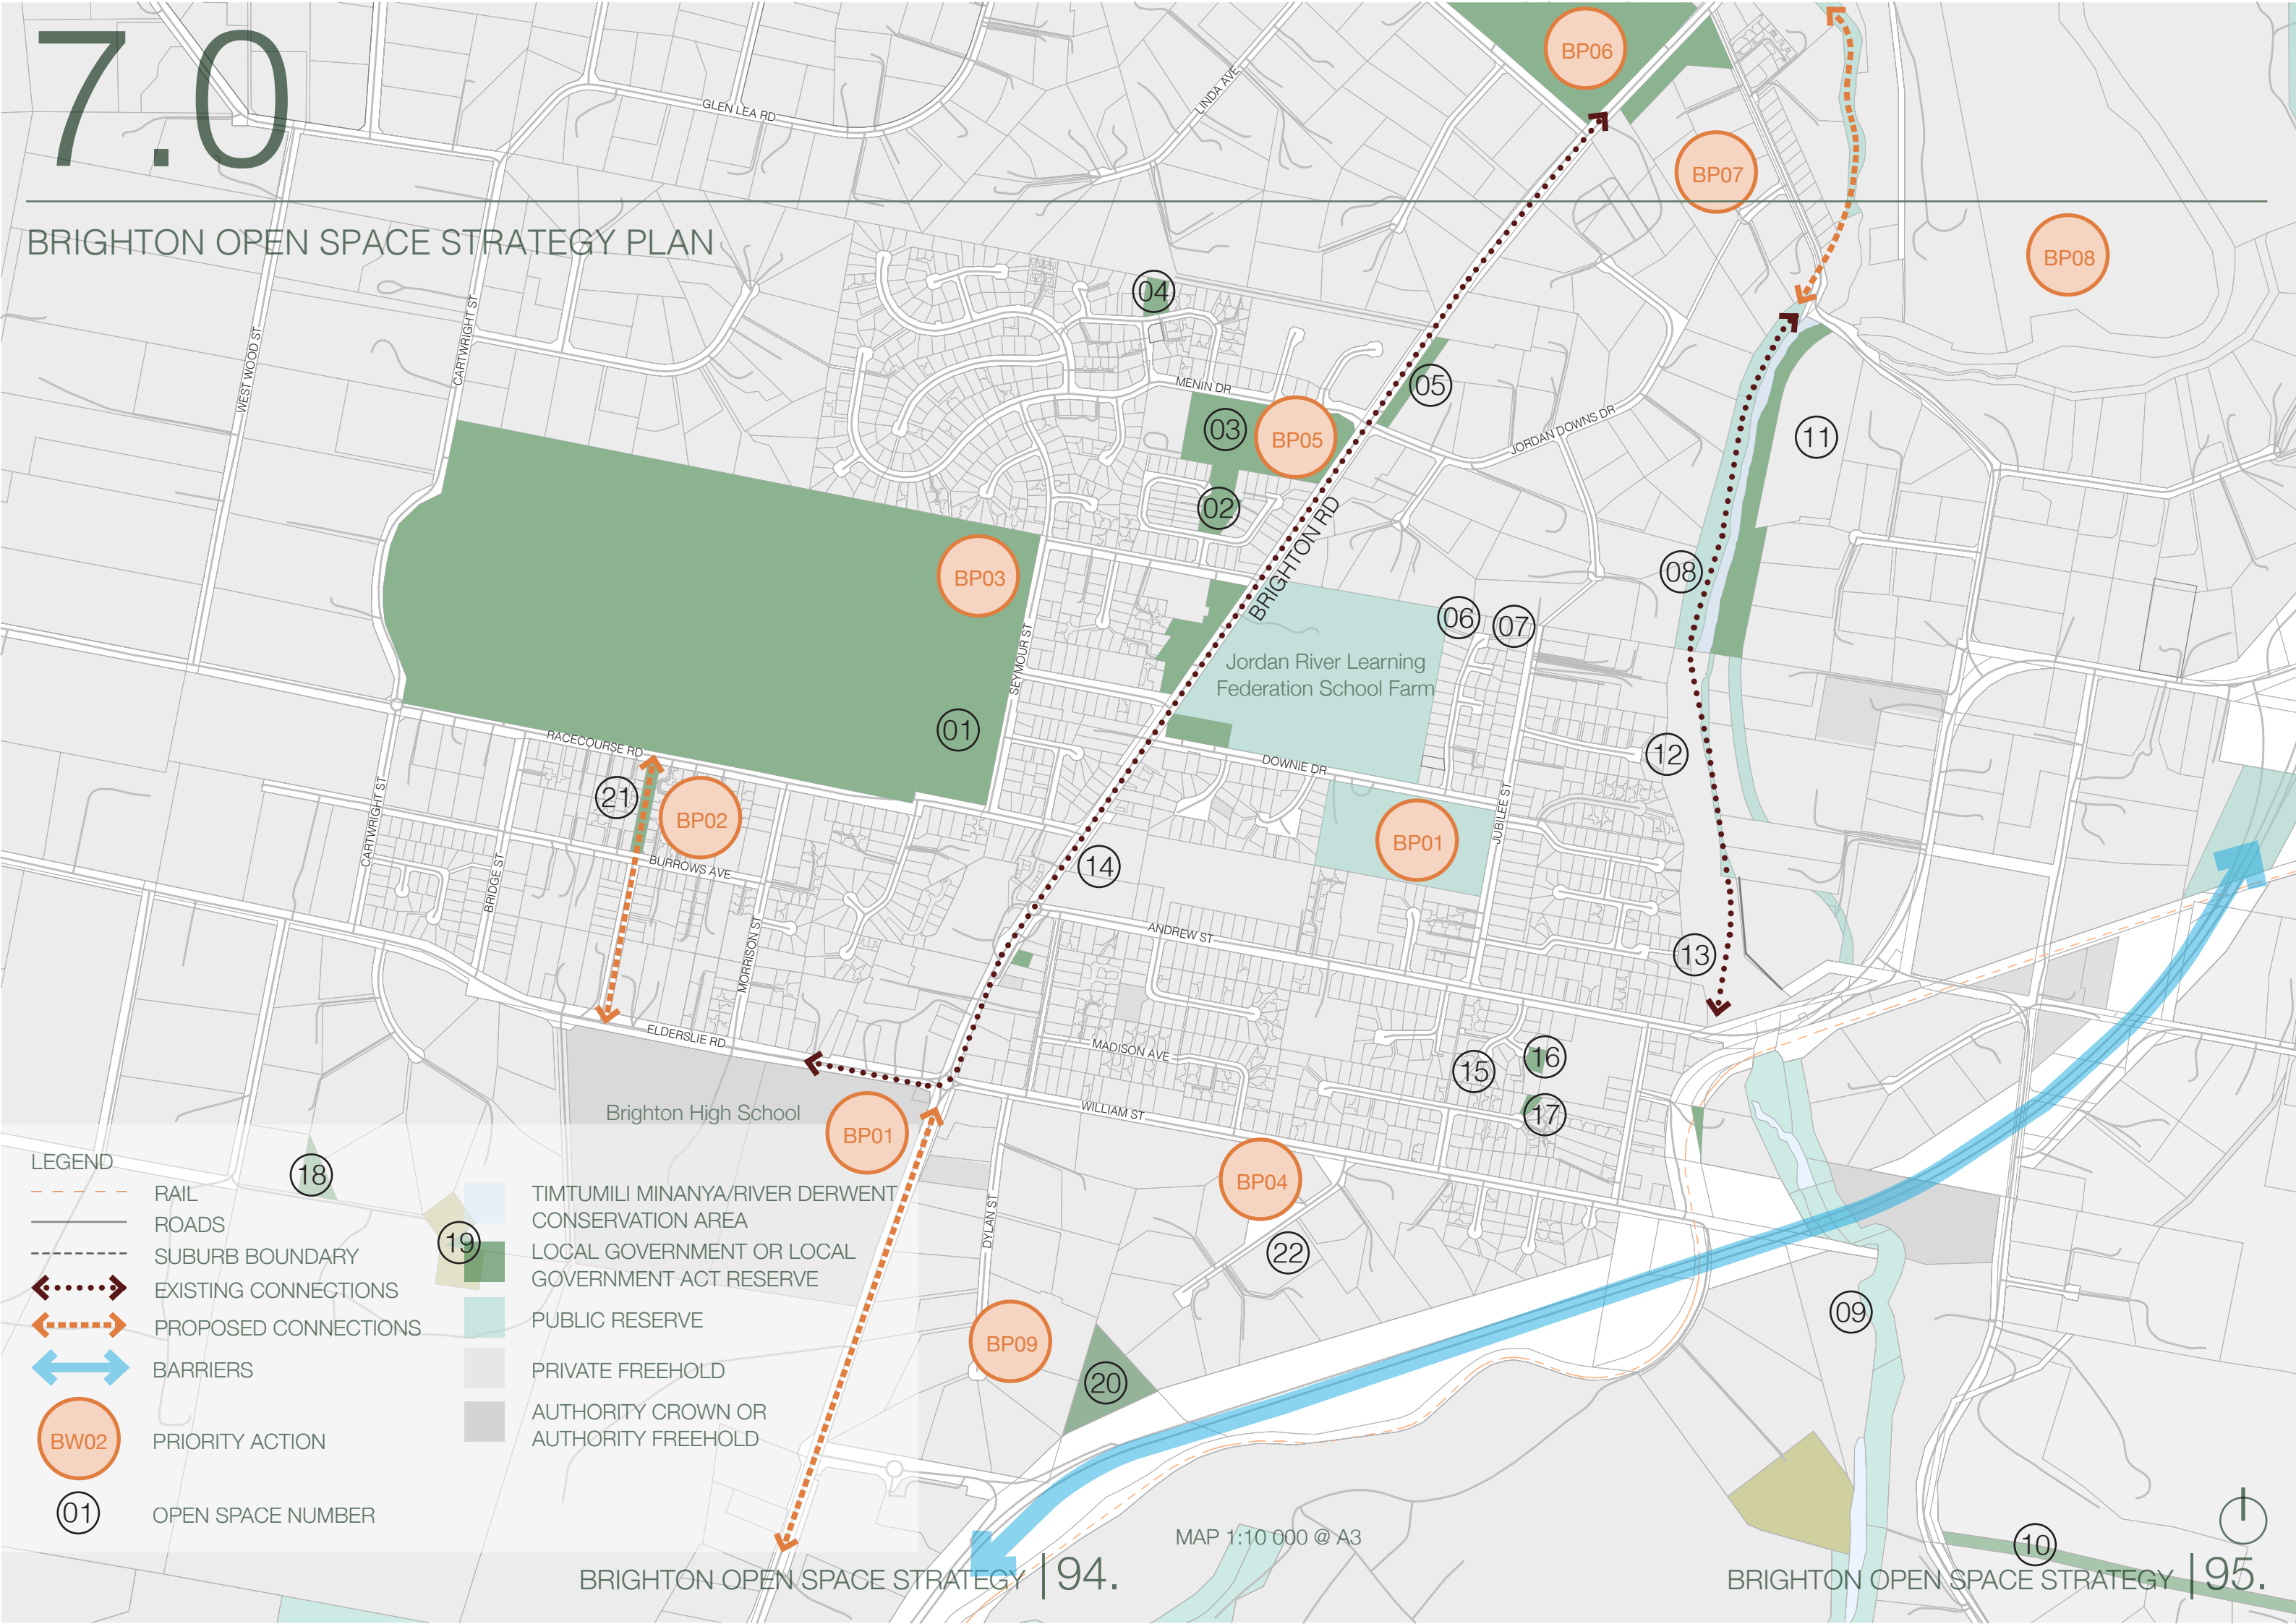 7.0
BRIGHTON OPEN SPACE STRATEGY PLAN
BP06
GLEN LEA RD
LINDA AVE
BP07
BP08
04
WEST WOOD ST
CARTWRIGHT ST
MENIN DR
05
03
BP05
JORDAN DOWNS DR
11
02
BRIGHTON RD
BP03
08
06
07
SEYMOUR ST
Jordan River Learning
Federation School Farm
01
RACECOURSE RD
12
DOWNIE DR
21
BP02
CARTWRIGHT ST
JUBILEE ST
BP01
BRIDGE ST
BURROWS AVE
14
MORRISON ST
ANDREW ST
13
ELDERSLIE RD
MADISON AVE
15
16
17
Brighton High School
BP01
WILLIAM ST
BP04
DYLAN ST
22
09
BP09
20
18
19
LEGEND
RAIL
ROADS
SUBURB BOUNDARY
EXISTING CONNECTIONS
PROPOSED CONNECTIONS
BARRIERS
BW02
PRIORITY ACTION
01
OPEN SPACE NUMBER
TIMTUMILI MINANYA/RIVER DERWENT
CONSERVATION AREA
LOCAL GOVERNMENT OR LOCAL
GOVERNMENT ACT RESERVE
PUBLIC RESERVE
PRIVATE FREEHOLD
AUTHORITY CROWN OR
AUTHORITY FREEHOLD
MAP 1:10 000 @ A3
10
BRIGHTON OPEN SPACE STRATEGY |94.
BRIGHTON OPEN SPACE STRATEGY |95.